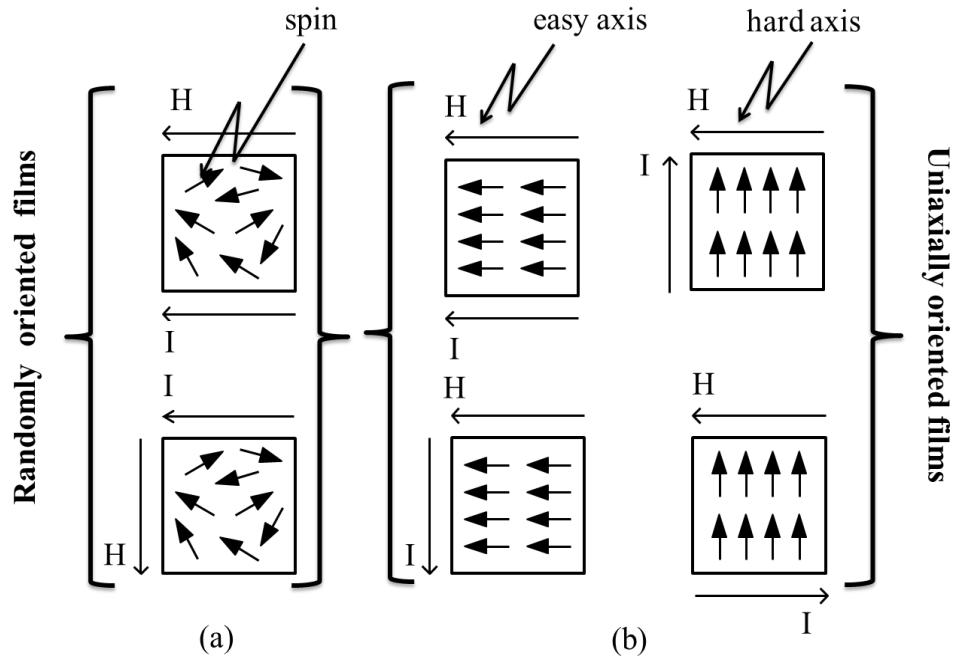 spin
easy axis
hard axis
H
H
H
I
I
I
I
H
H
H
I
I
Randomly oriented films
Uniaxially oriented films
(a)
(b)